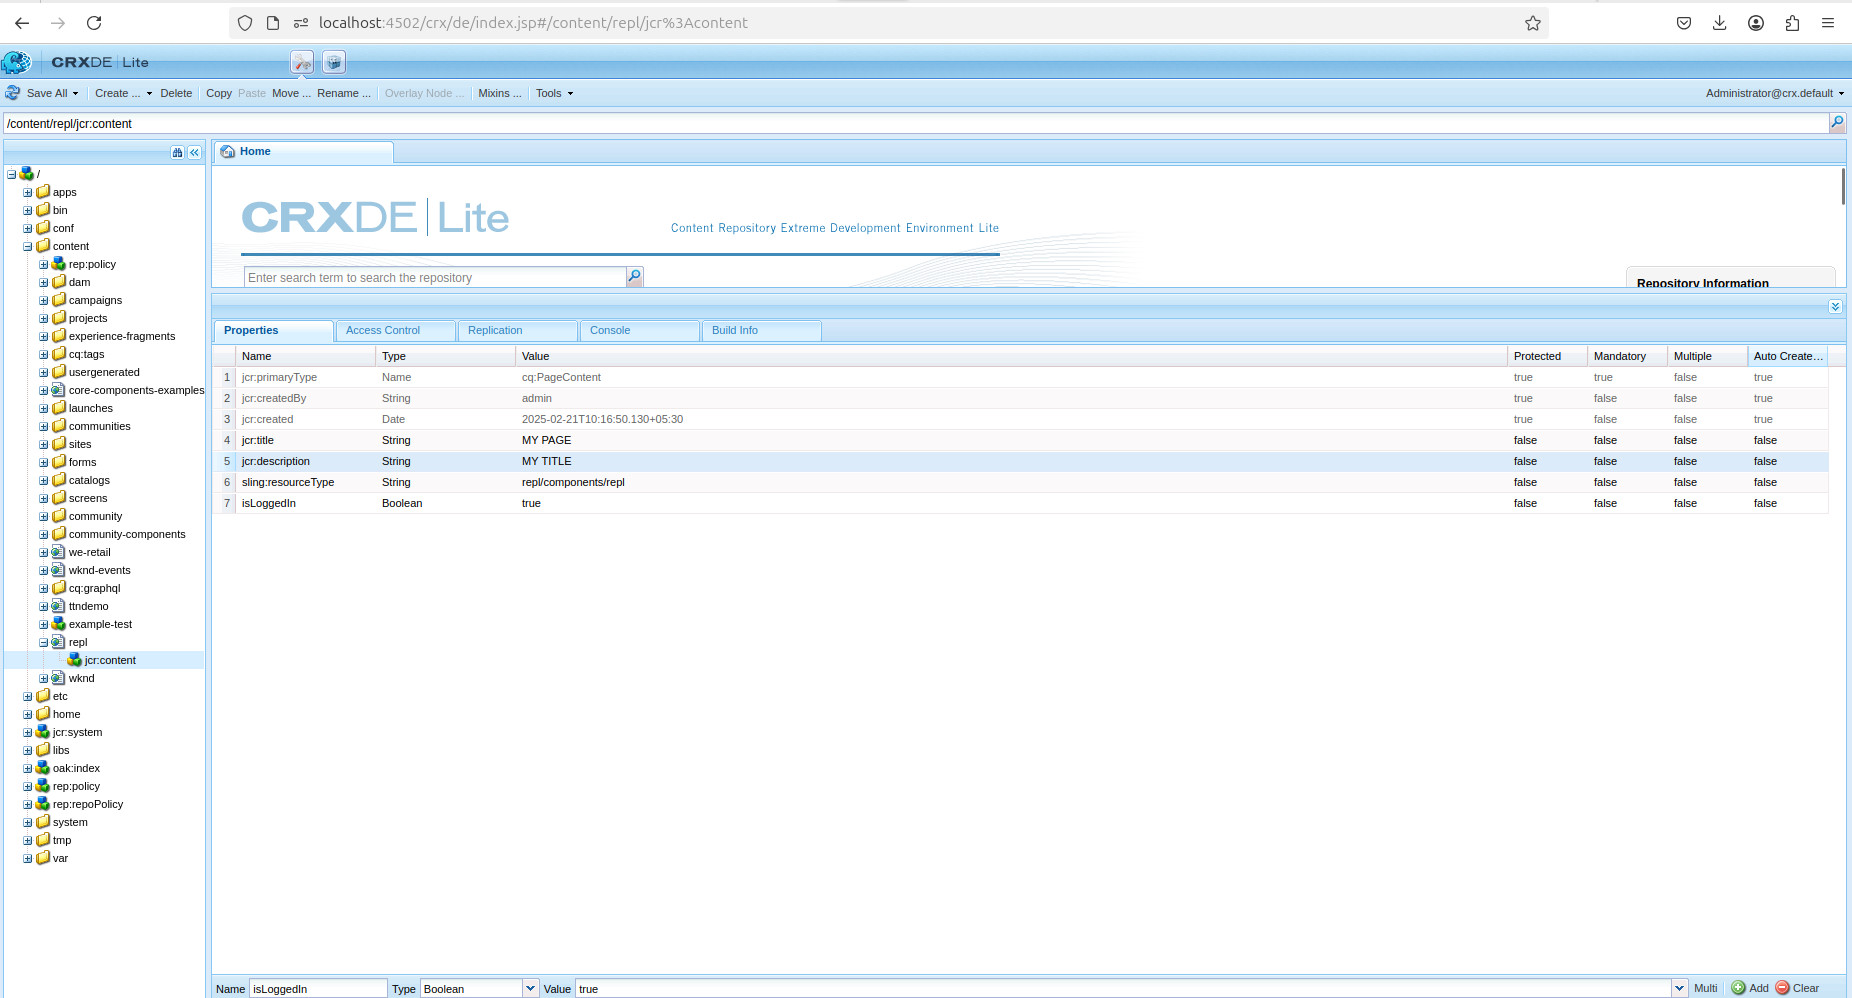 localhost:4502/crx/de/index.jsp#/content/repl/jcr%3Acontent
CRXDE Lite
Save All Create ... Delete Copy Paste Move ... Rename ... Overlay Node ... Mixins ... Tools Administrator@crx.default
/content/repl/jcr:content
/
apps
bin
conf
content
rep:policy
dam
campaigns
projects
experience-fragments
cq:tags
usergenerated
core-components-examples
launches
communities
sites
forms
catalogs
screens
community
community-components
we-retail
wknd-events
cq:graphql
ttndemo
example-test
repl
jcr:content
wknd
etc
home
jcr:system
libs
oak:index
rep:policy
rep:repoPolicy
system
tmp
var
Home
CRXDE Lite
Content Repository Extreme Development Environment Lite
Enter search term to search the repository
Repository Information
Properties Access Control Replication Console Build Info
Name Type Value Protected Mandatory Multiple Auto Create...
1 jcr:primaryType Name cq:PageContent true true false true
2 jcr:createdBy String admin true false false true
3 jcr:created Date 2025-02-21T10:16:50.130+05:30 true false false true
4 jcr:title String MY PAGE false false false false
5 jcr:description String MY TITLE false false false false
6 sling:resourceType String repl/components/repl false false false false
7 isLoggedIn Boolean true false false false false
Name isLoggedIn Type Boolean Value true Multi Add Clear